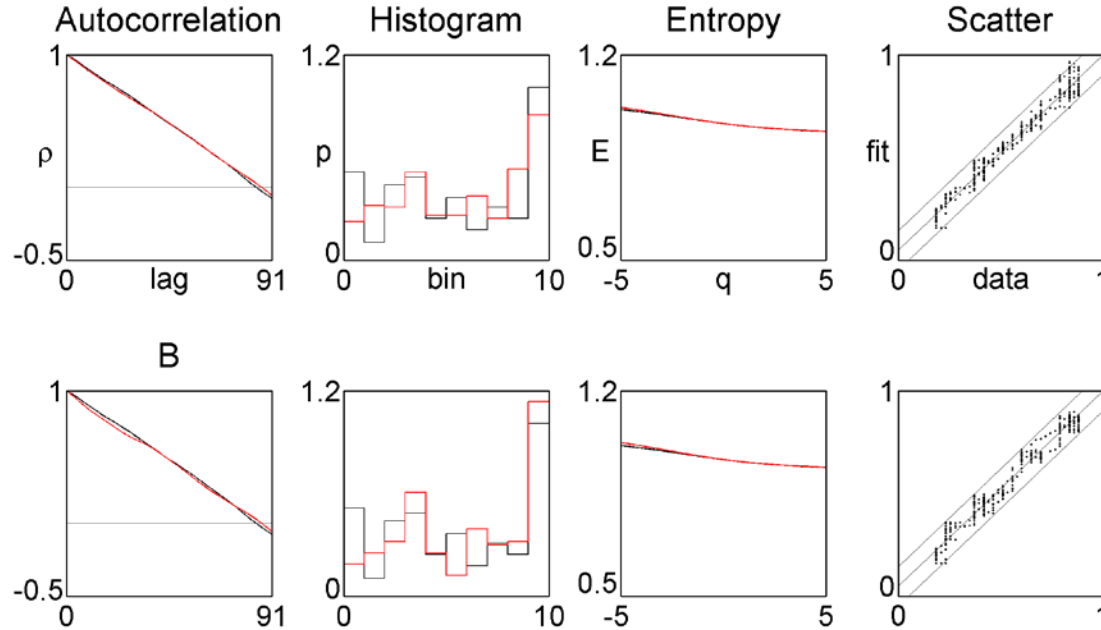 Autocorrelation Histogram Entropy Scatter
1 1.2 1.2 1
ρ p E fit
-0.5 0 0.5 0
0 lag 91 0 bin 10 -5 q 5 0 data 1
B
1 1.2 1.2 1
-0.5 0 0.5 0
0 91 0 10 -5 5 0 1